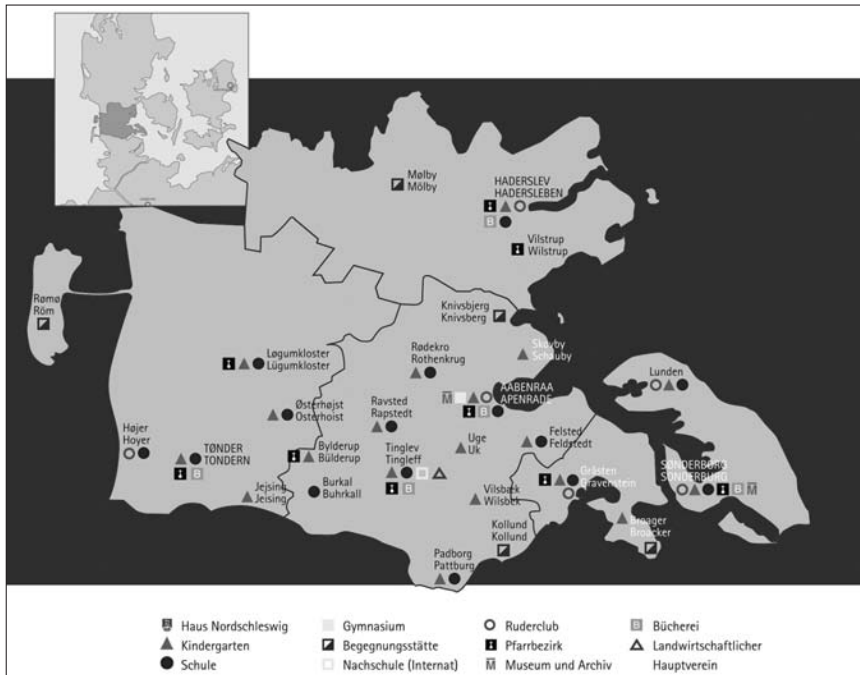 Mølby
Mölby
HADERSLEV
HADERSLEBEN
B
Vilstrup
Wilstrup
Rømø
Röm
Knivsbjerg
Knivsberg
Skovby
Schauby
Rødekro
Rothenkrug
Løgumkloster
Lügumkloster
Lunden
AABENRAA
APENRADE
M
B
Østerhøjst
Osterhoist
Ravsted
Rapstedt
Højer
Hoyer
Felsted
Feldstedt
Uge
Uk
TØNDER
TONDERN
B
Bylderup
Bülderup
Tinglev
Tingleff
B
Gråsten
Gravenstein
SØNDERBORG
SONDERBURG
B M
Burkal
Buhrkall
Jejsing
Jeising
Vilsbæk
Wilsbek
Broager
Broacker
Kollund
Kollund
Padborg
Pattburg
Haus Nordschleswig
Gymnasium
Ruderclub
B Bücherei
Kindergarten
Begegnungsstätte
Pfarrbezirk
Landwirtschaftlicher
Schule
Nachschule (Internat)
M Museum und Archiv
Hauptverein